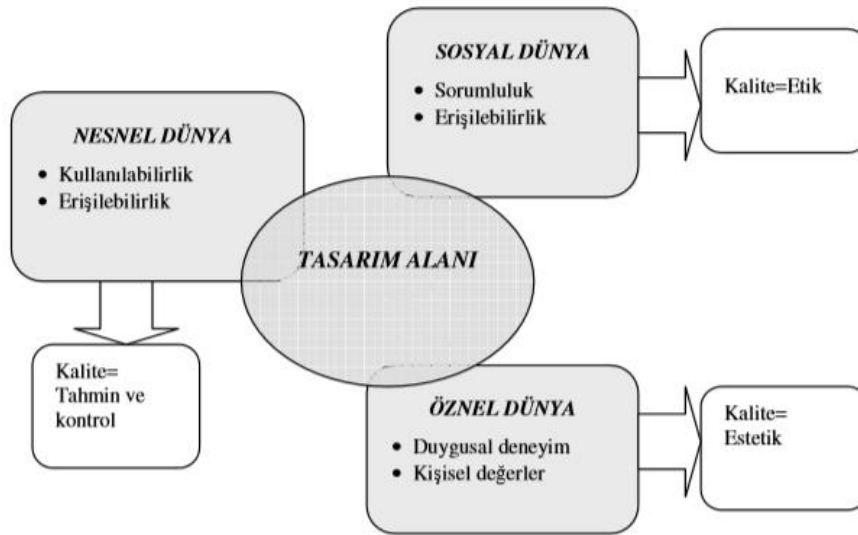 SOSYAL DÜNYA
• Sorumluluk
• Erişilebilirlik
Kalite=Etik
NESNEL DÜNYA
• Kullanılabilirlik
• Erişilebilirlik
TASARIM ALANI
Kalite=
Tahmin ve
kontrol
ÖZNEL DÜNYA
• Duygusal deneyim
• Kişisel değerler
Kalite=
Estetik